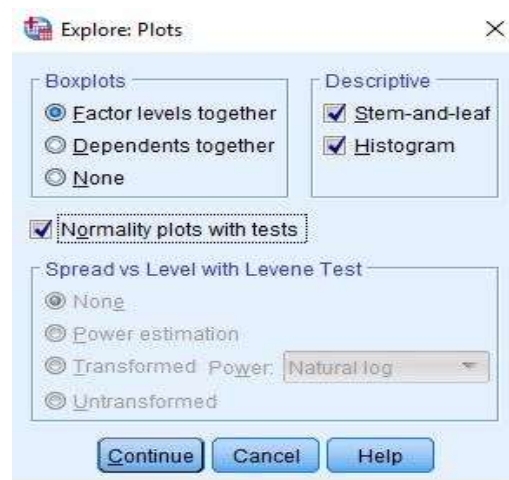 Explore: Plots
Boxplots
Factor levels together
Dependents together
None
Descriptive
Stem-and-leaf
Histogram
Normality plots with tests
Spread vs Level with Levene Test
None
Power estimation
Transformed Power: Natural log
Untransformed
Continue Cancel Help